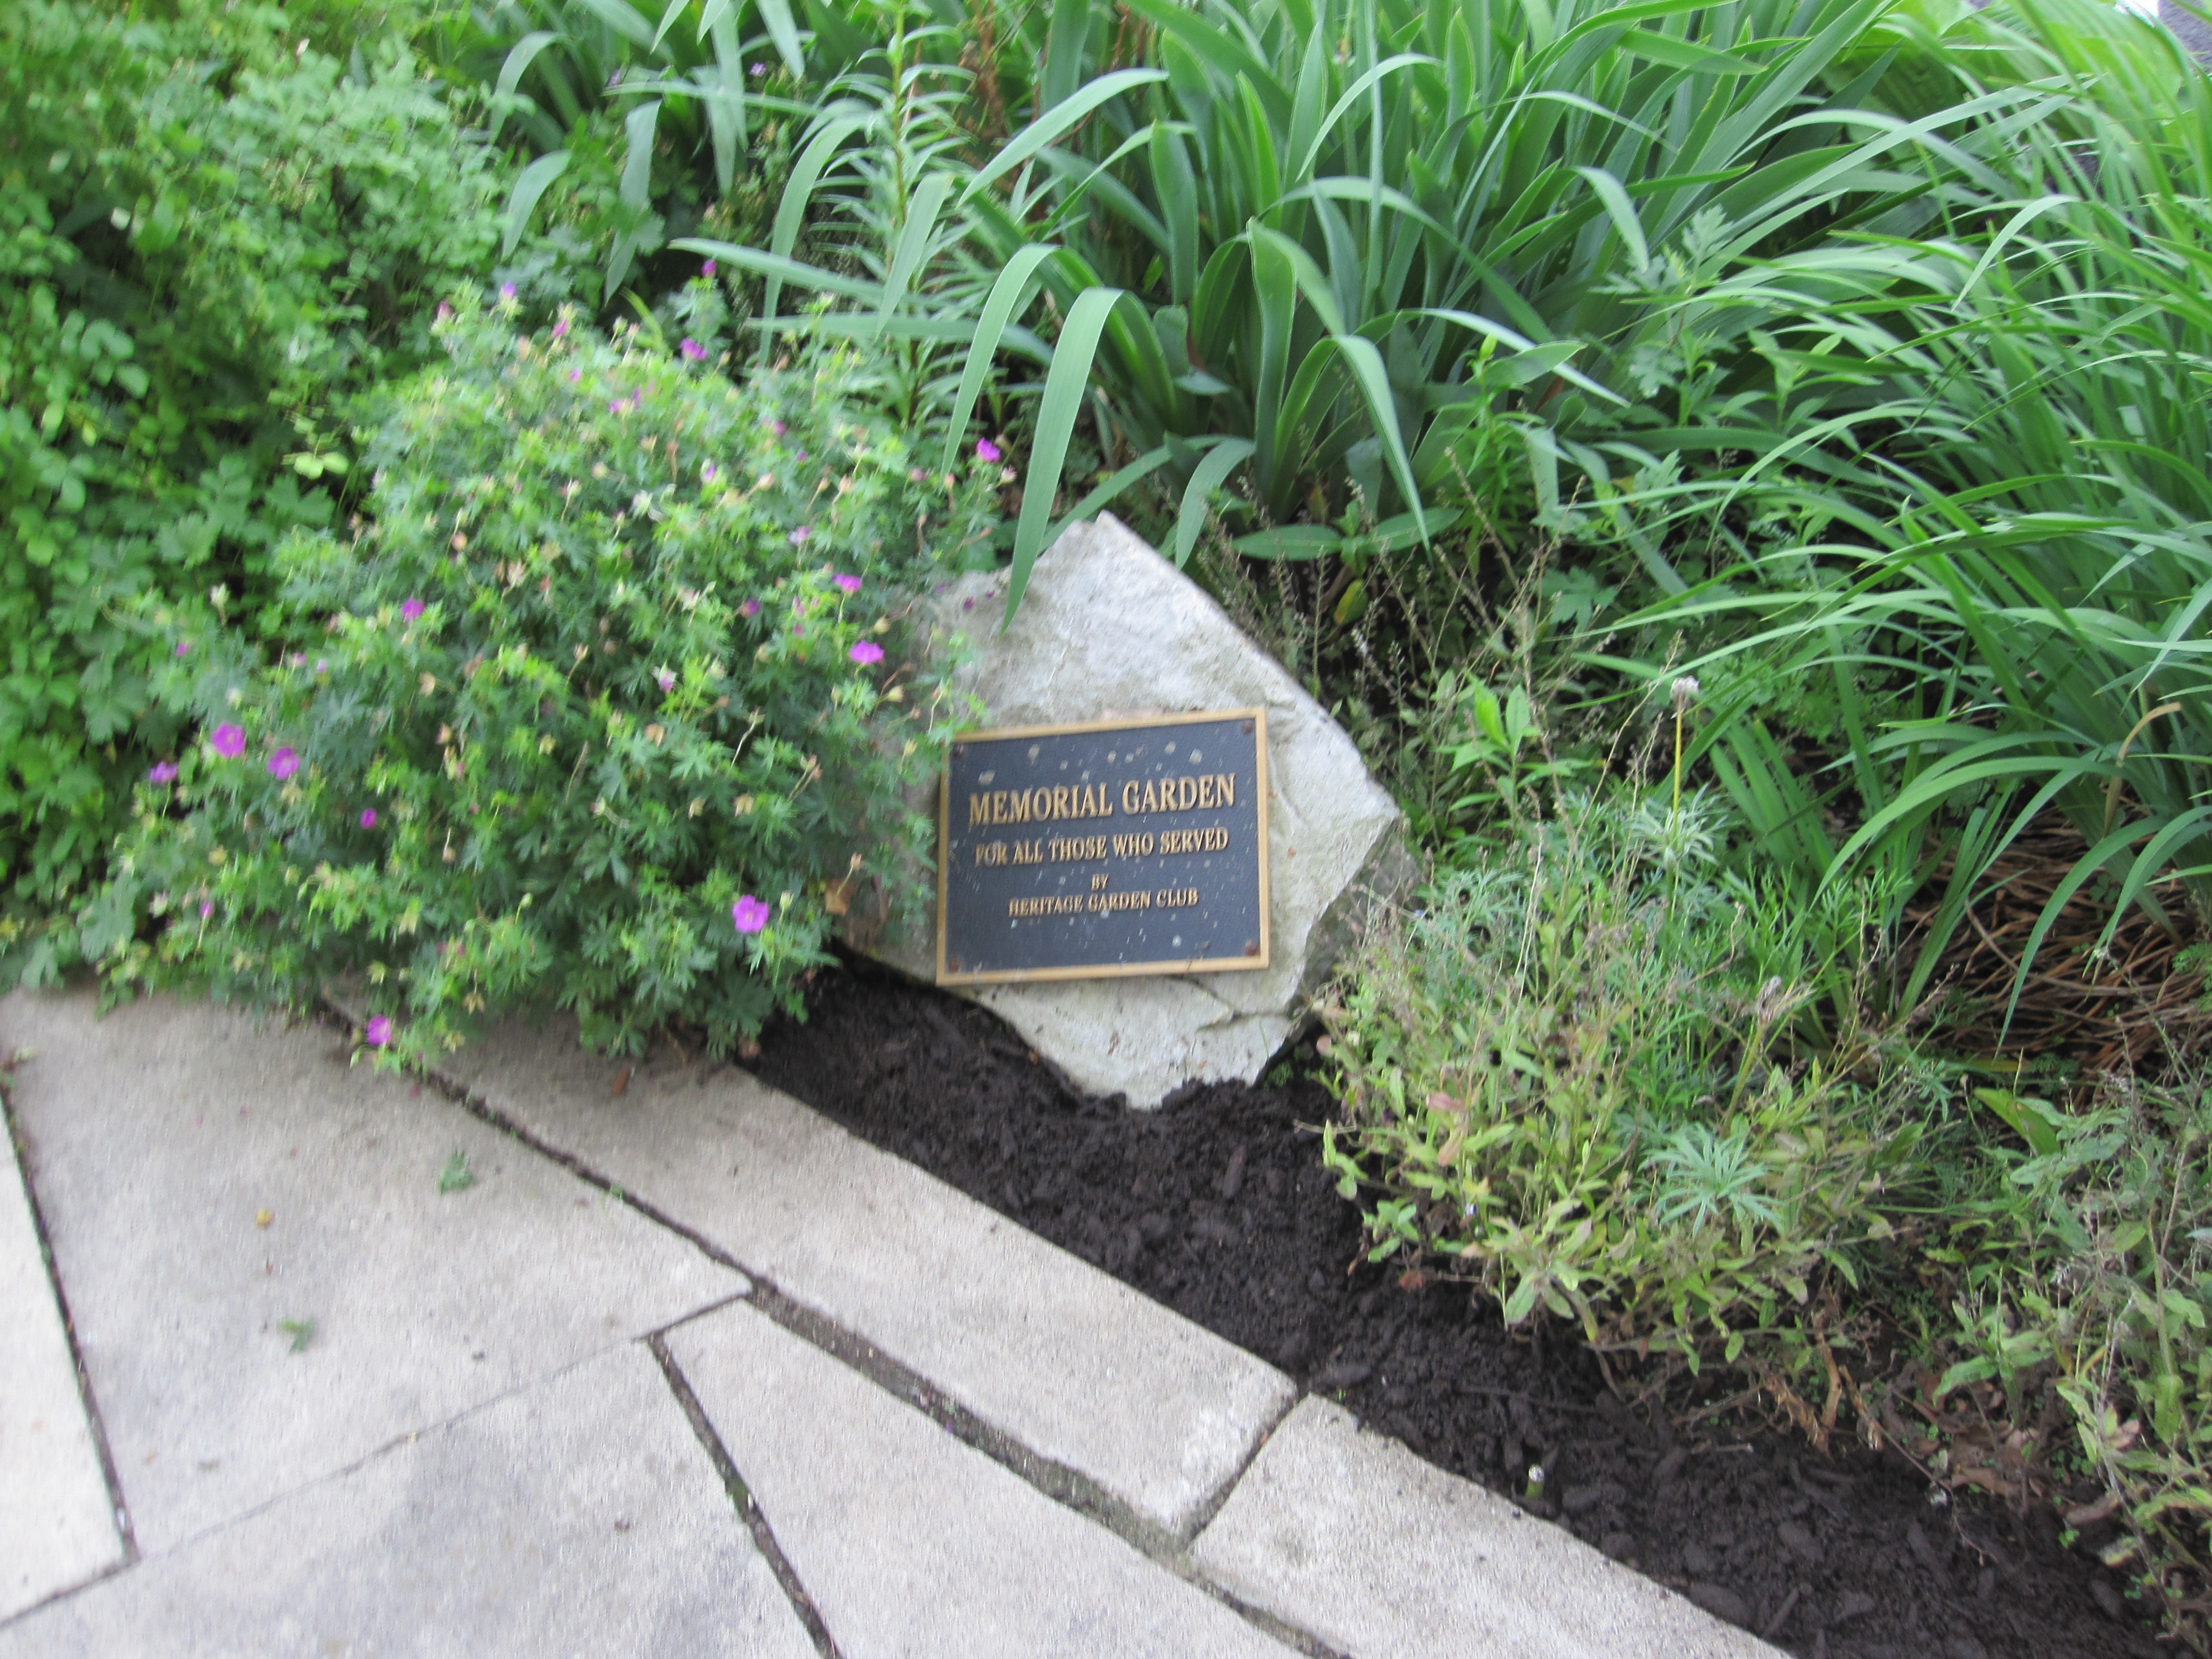 MEMORIAL GARDEN
FOR ALL THOSE WHO SERVED
BY
HERITAGE GARDEN CLUB